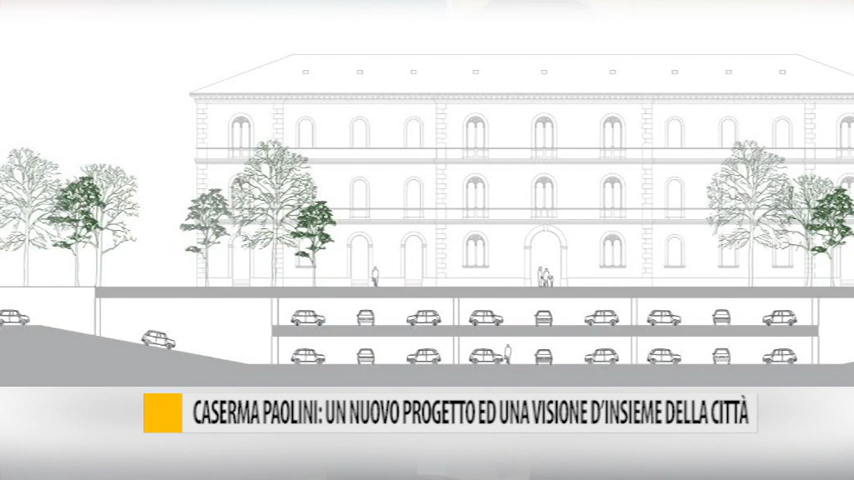 CASERMA PAOLINI: UN NUOVO PROGETTO ED UNA VISIONE D'INSIEME DELLA CITTÀ